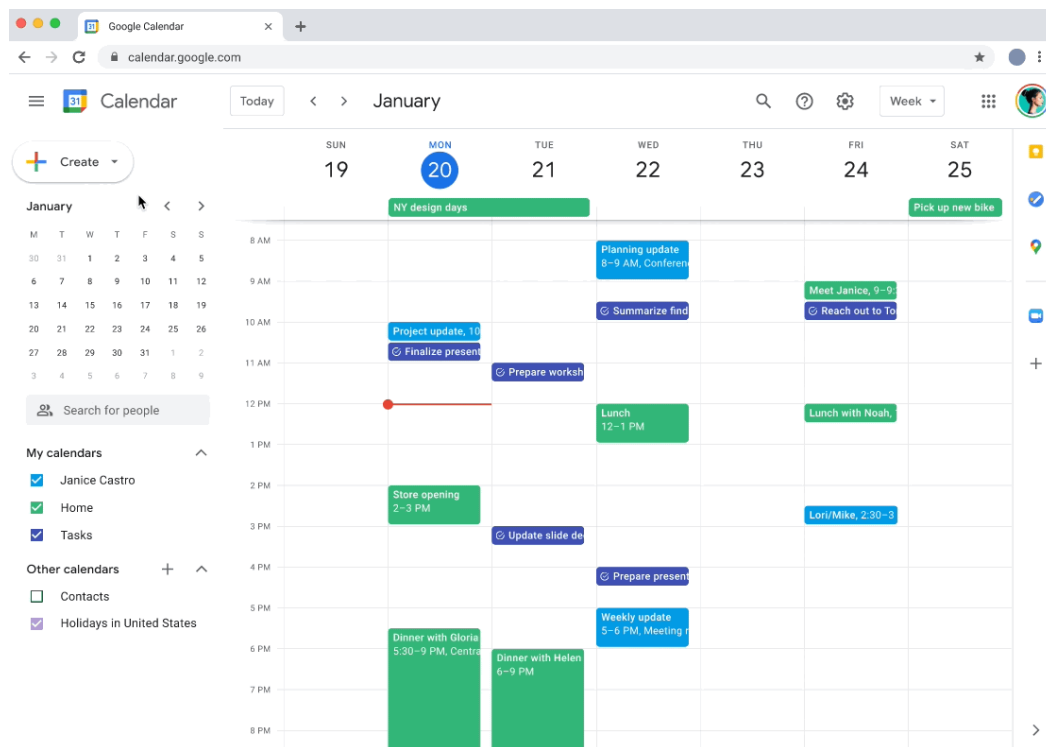 Google Calendar
calendar.google.com
31 Calendar
Today
January
Week
Create
SUN MON TUE WED THU FRI SAT
19 20 21 22 23 24 25
January
M T W T F S S
30 31 1 2 3 4 5
6 7 8 9 10 11 12
13 14 15 16 17 18 19
20 21 22 23 24 25 26
27 28 29 30 31 1 2
3 4 5 6 7 8 9
Search for people
My calendars
Janice Castro
Home
Tasks
Other calendars
Contacts
Holidays in United States
NY design days
Pick up new bike
8 AM
Planning update
8–9 AM, Conferen
9 AM
Meet Janice, 9–9:
Summarize find
Reach out to To
10 AM
Project update, 10
Finalize present
11 AM
Prepare worksh
12 PM
Lunch
12–1 PM
Lunch with Noah,
1 PM
2 PM
Store opening
2–3 PM
Lori/Mike, 2:30–3
3 PM
Update slide de
4 PM
Prepare present
5 PM
Weekly update
5–6 PM, Meeting r
Dinner with Gloria
5:30–9 PM, Centra
6 PM
Dinner with Helen
6–9 PM
7 PM
8 PM